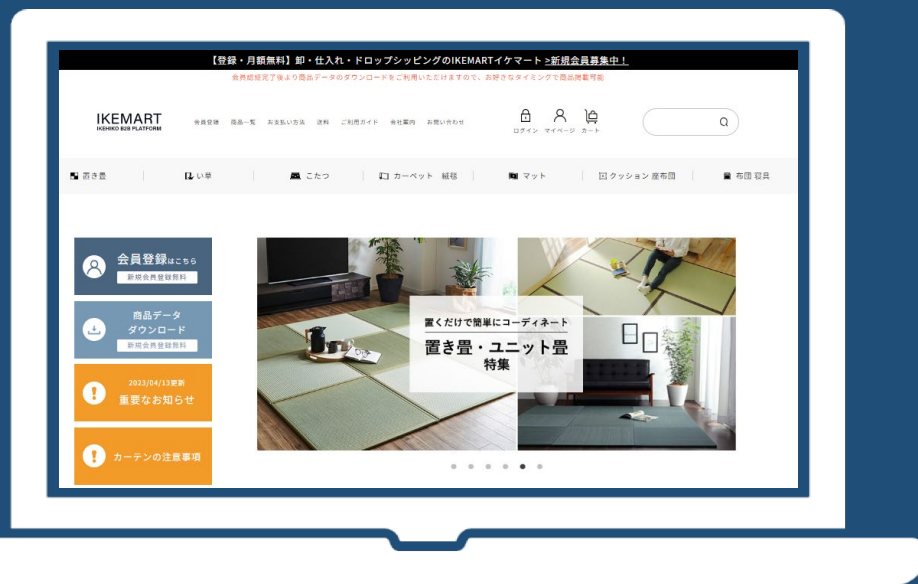 【登録・月額無料】卸・仕入れ・ドロップシッピングのIKEMARTイケマート >新規会員募集中！
会員総続完了後より商品データのダウンロードをご利用いただけますので、お好きなタイミングで商品掲載可能
IKEMART
IKEHIKO B2B PLATFORM
会員登録 商品一覧 お支払い方法 送料 ご利用ガイド 会社案内 お問い合わせ
ログイン マイページ カート
置き畳 い草 こたつ カーペット 絨毯 マット クッション 座布団 布団 寝具
会員登録はこちら
新規会員登録無料
商品データ
ダウンロード
新規会員登録無料
2023/04/13更新
重要なお知らせ
カーテンの注意事項
置くだけで簡単にコーディネート
置き畳・ユニット畳
特集